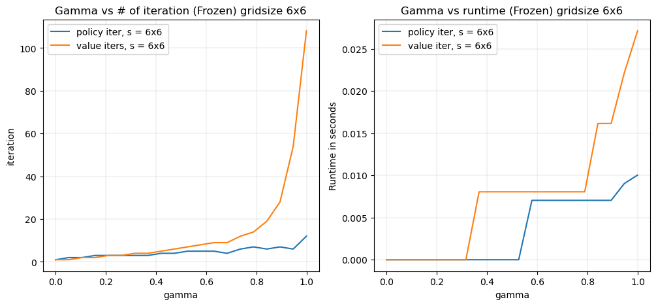 Gamma vs # of iteration (Frozen) gridsize 6x6
policy iter, s = 6x6
value iters, s = 6x6
100
80
60
40
20
0
iteration
0.0 0.2 0.4 0.6 0.8 1.0
gamma
Gamma vs runtime (Frozen) gridsize 6x6
policy iter, s = 6x6
value iter, s = 6x6
0.025
0.020
0.015
0.010
0.005
0.000
Runtime in seconds
0.0 0.2 0.4 0.6 0.8 1.0
gamma